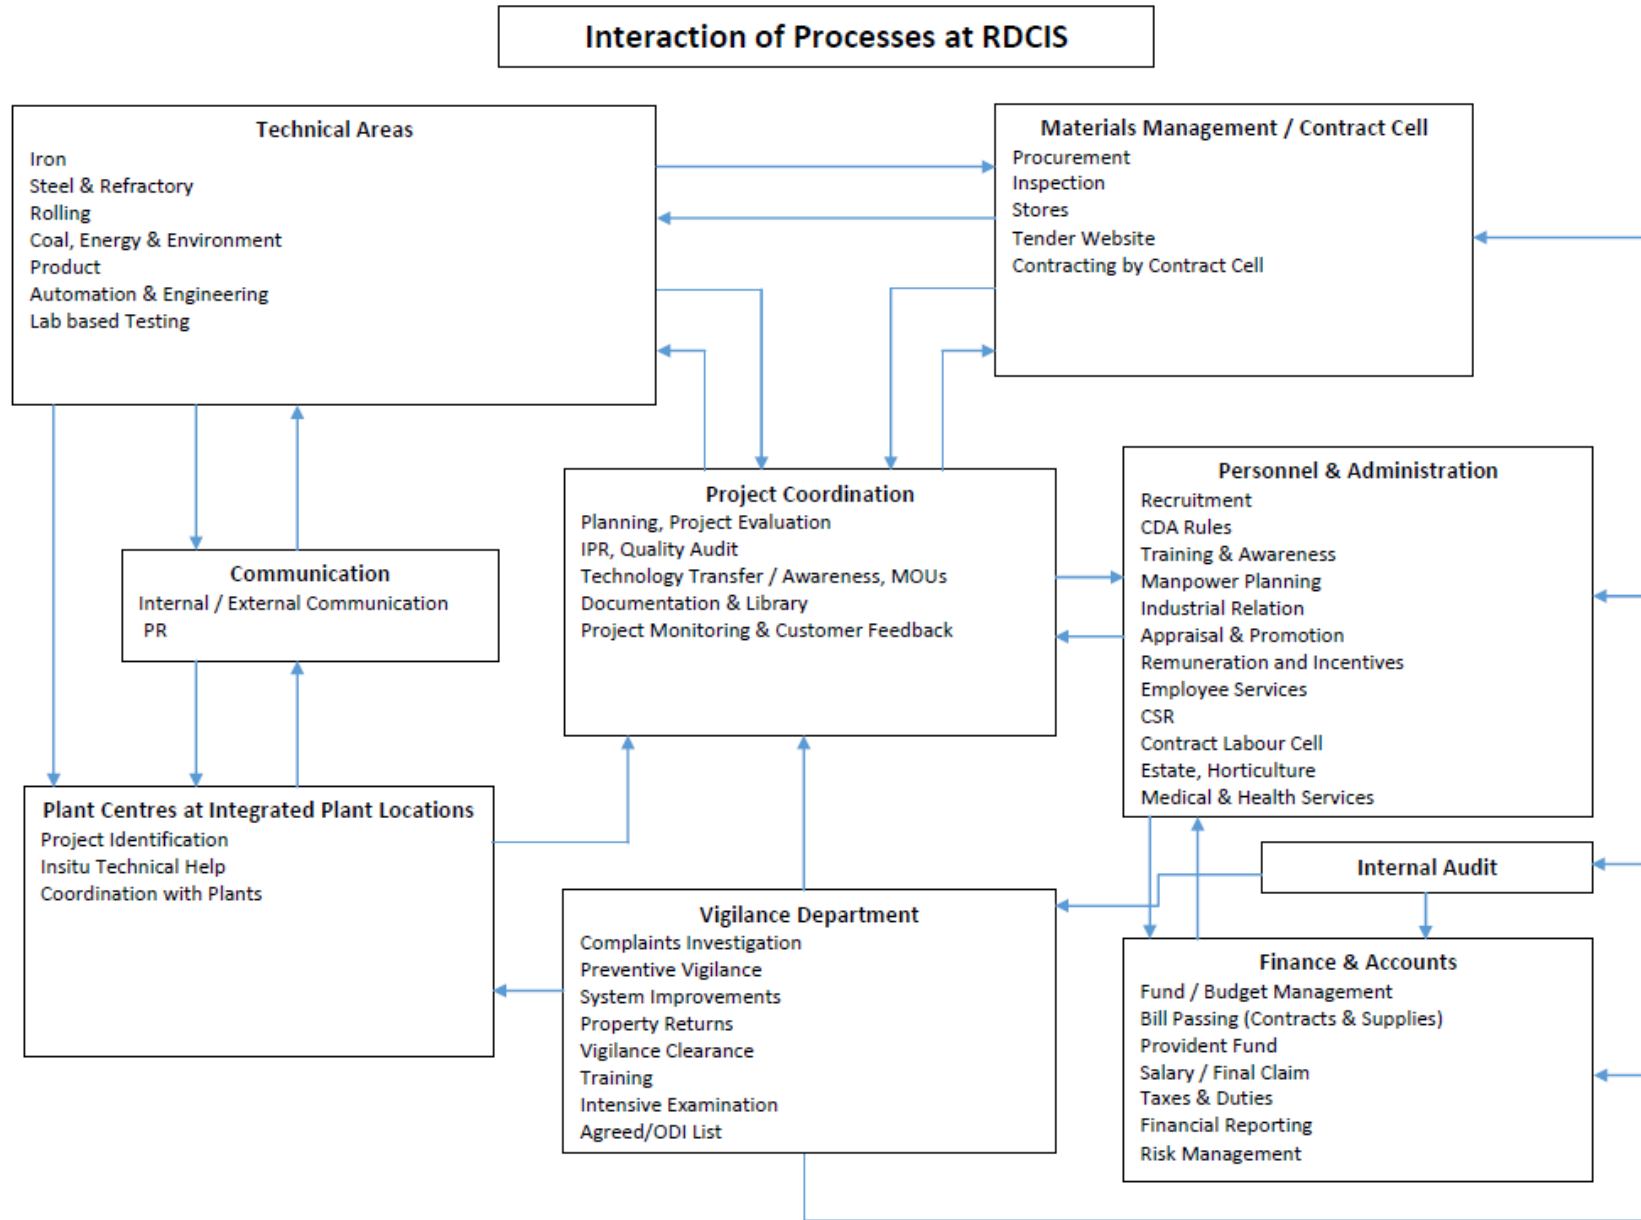 Interaction of Processes at RDCIS
Technical Areas
Iron
Steel & Refractory
Rolling
Coal, Energy & Environment
Product
Automation & Engineering
Lab based Testing
Materials Management / Contract Cell
Procurement
Inspection
Stores
Tender Website
Contracting by Contract Cell
Communication
Internal / External Communication
PR
Project Coordination
Planning, Project Evaluation
IPR, Quality Audit
Technology Transfer / Awareness, MOUs
Documentation & Library
Project Monitoring & Customer Feedback
Personnel & Administration
Recruitment
CDA Rules
Training & Awareness
Manpower Planning
Industrial Relation
Appraisal & Promotion
Remuneration and Incentives
Employee Services
CSR
Contract Labour Cell
Estate, Horticulture
Medical & Health Services
Plant Centres at Integrated Plant Locations
Project Identification
Insitu Technical Help
Coordination with Plants
Vigilance Department
Complaints Investigation
Preventive Vigilance
System Improvements
Property Returns
Vigilance Clearance
Training
Intensive Examination
Agreed/ODI List
Internal Audit
Finance & Accounts
Fund / Budget Management
Bill Passing (Contracts & Supplies)
Provident Fund
Salary / Final Claim
Taxes & Duties
Financial Reporting
Risk Management